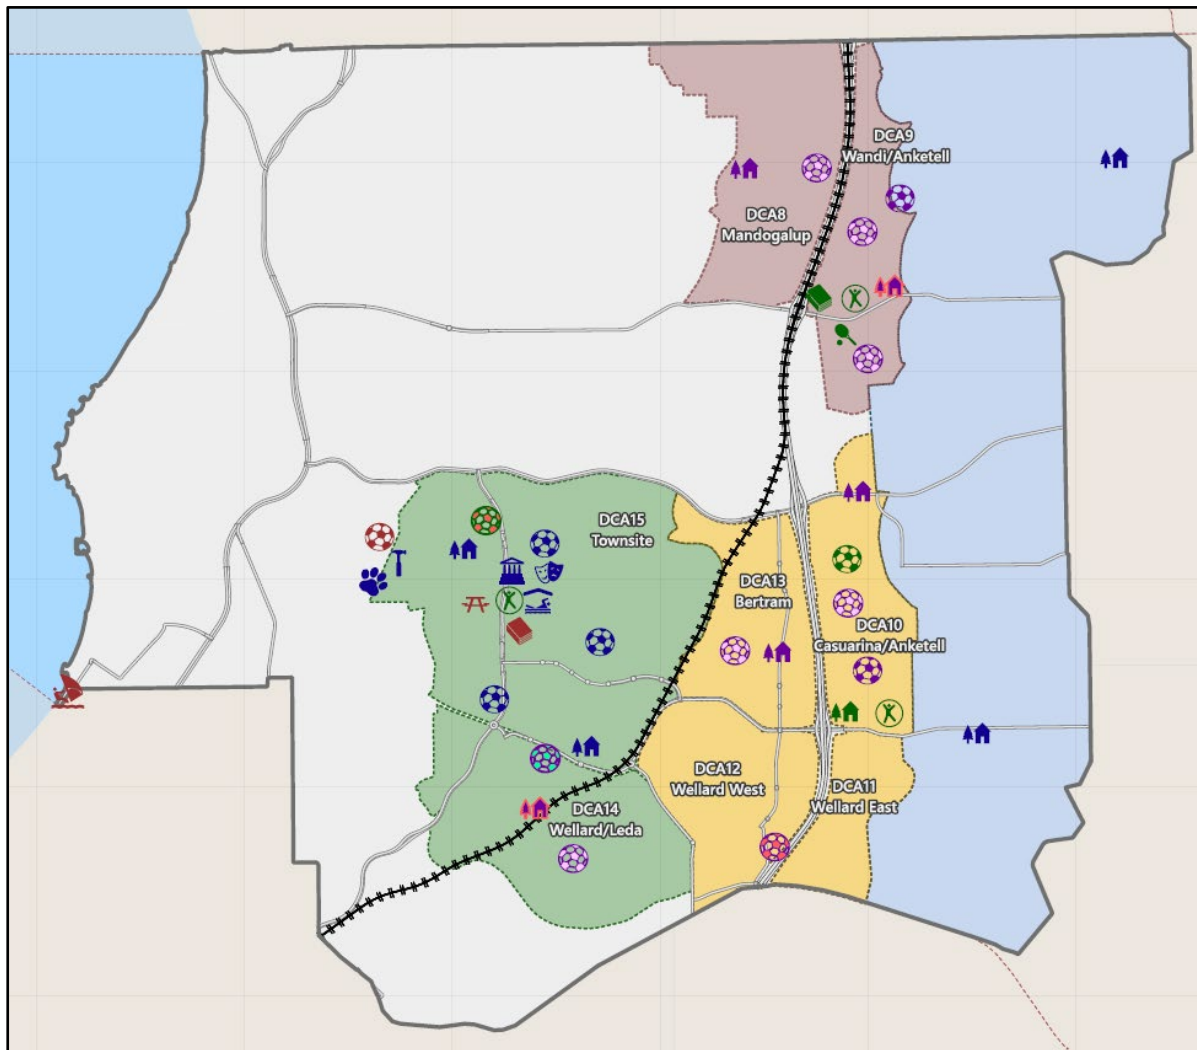 DCA9
Wandi/Anketell
DCA8
Mandogalup
DCA15
Townsite
DCA13
Bertram
DCA10
Casuarina/Anketell
DCA12
Wellard West
DCA11
Wellard East
DCA14
Wellard/Leda